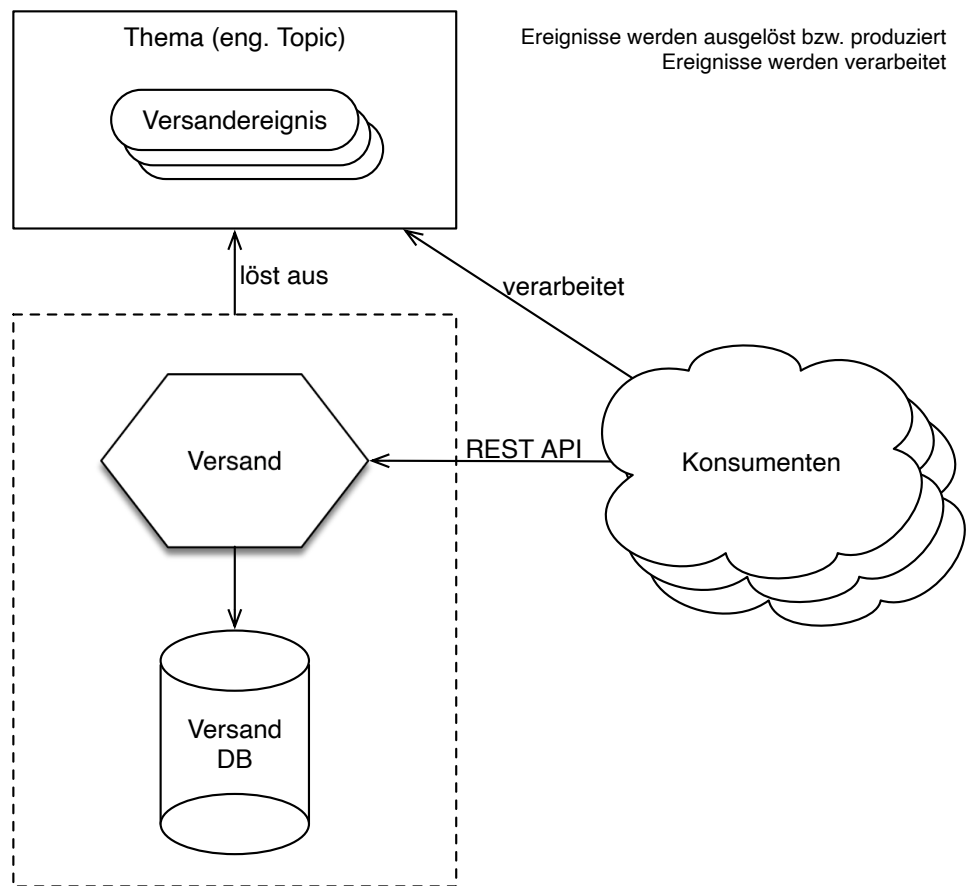 Thema (eng. Topic)
Ereignisse werden ausgelöst bzw. produziert
Ereignisse werden verarbeitet
Versandereignis
löst aus
verarbeitet
Versand
REST API
Konsumenten
Versand
DB